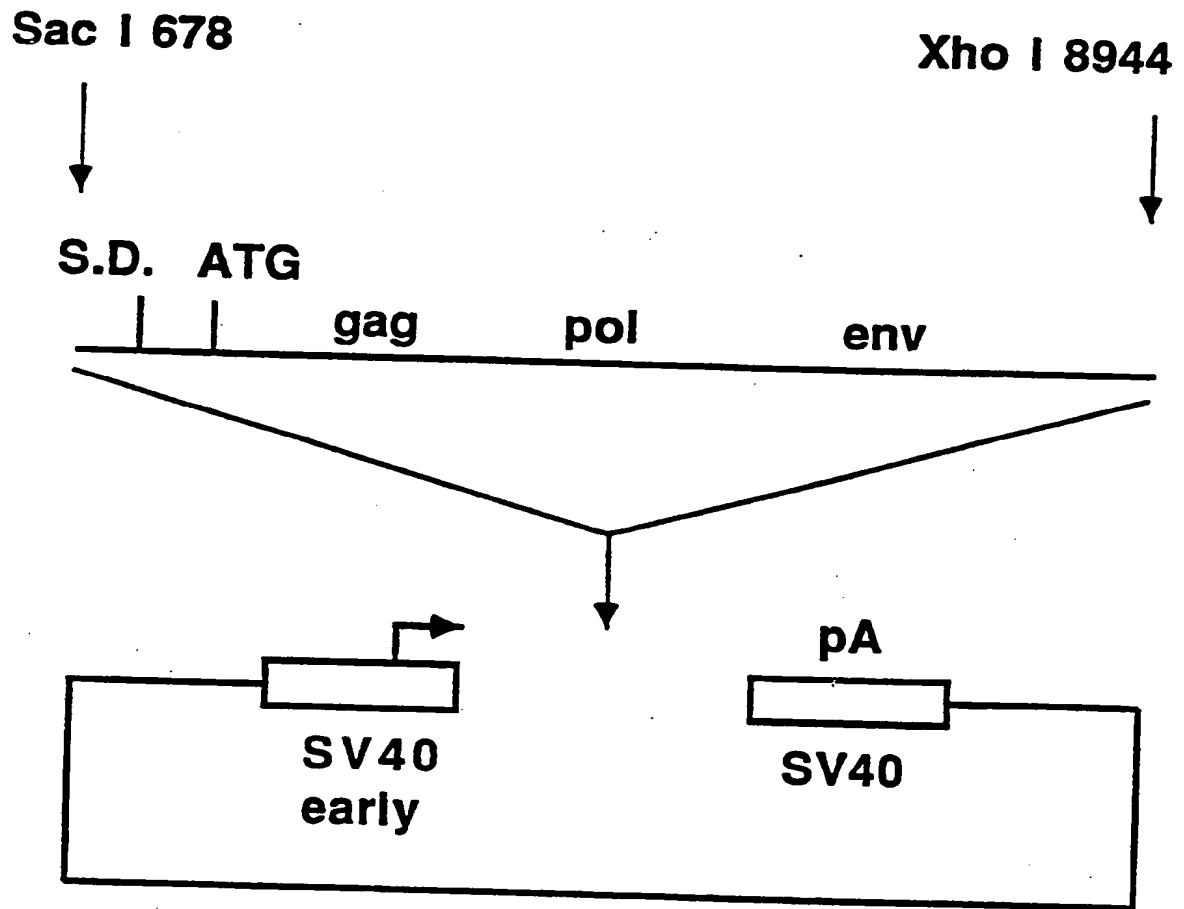 Sac I 678
Xho I 8944
S.D. ATG
gag pol env
pA
SV40
early
SV40